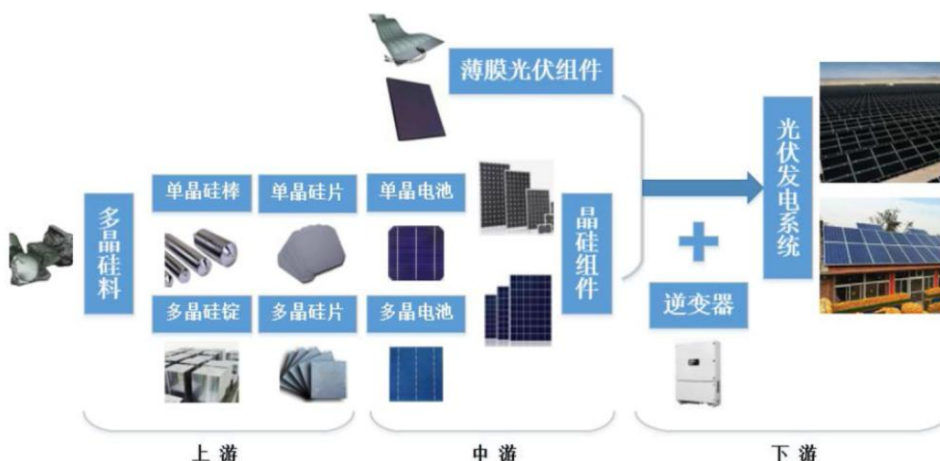 薄膜光伏组件
光伏发电系统
多晶硅料
单晶硅棒
单晶硅片
单晶电池
晶硅组件
多晶硅锭
多晶硅片
多晶电池
逆变器
上游
中游
下游